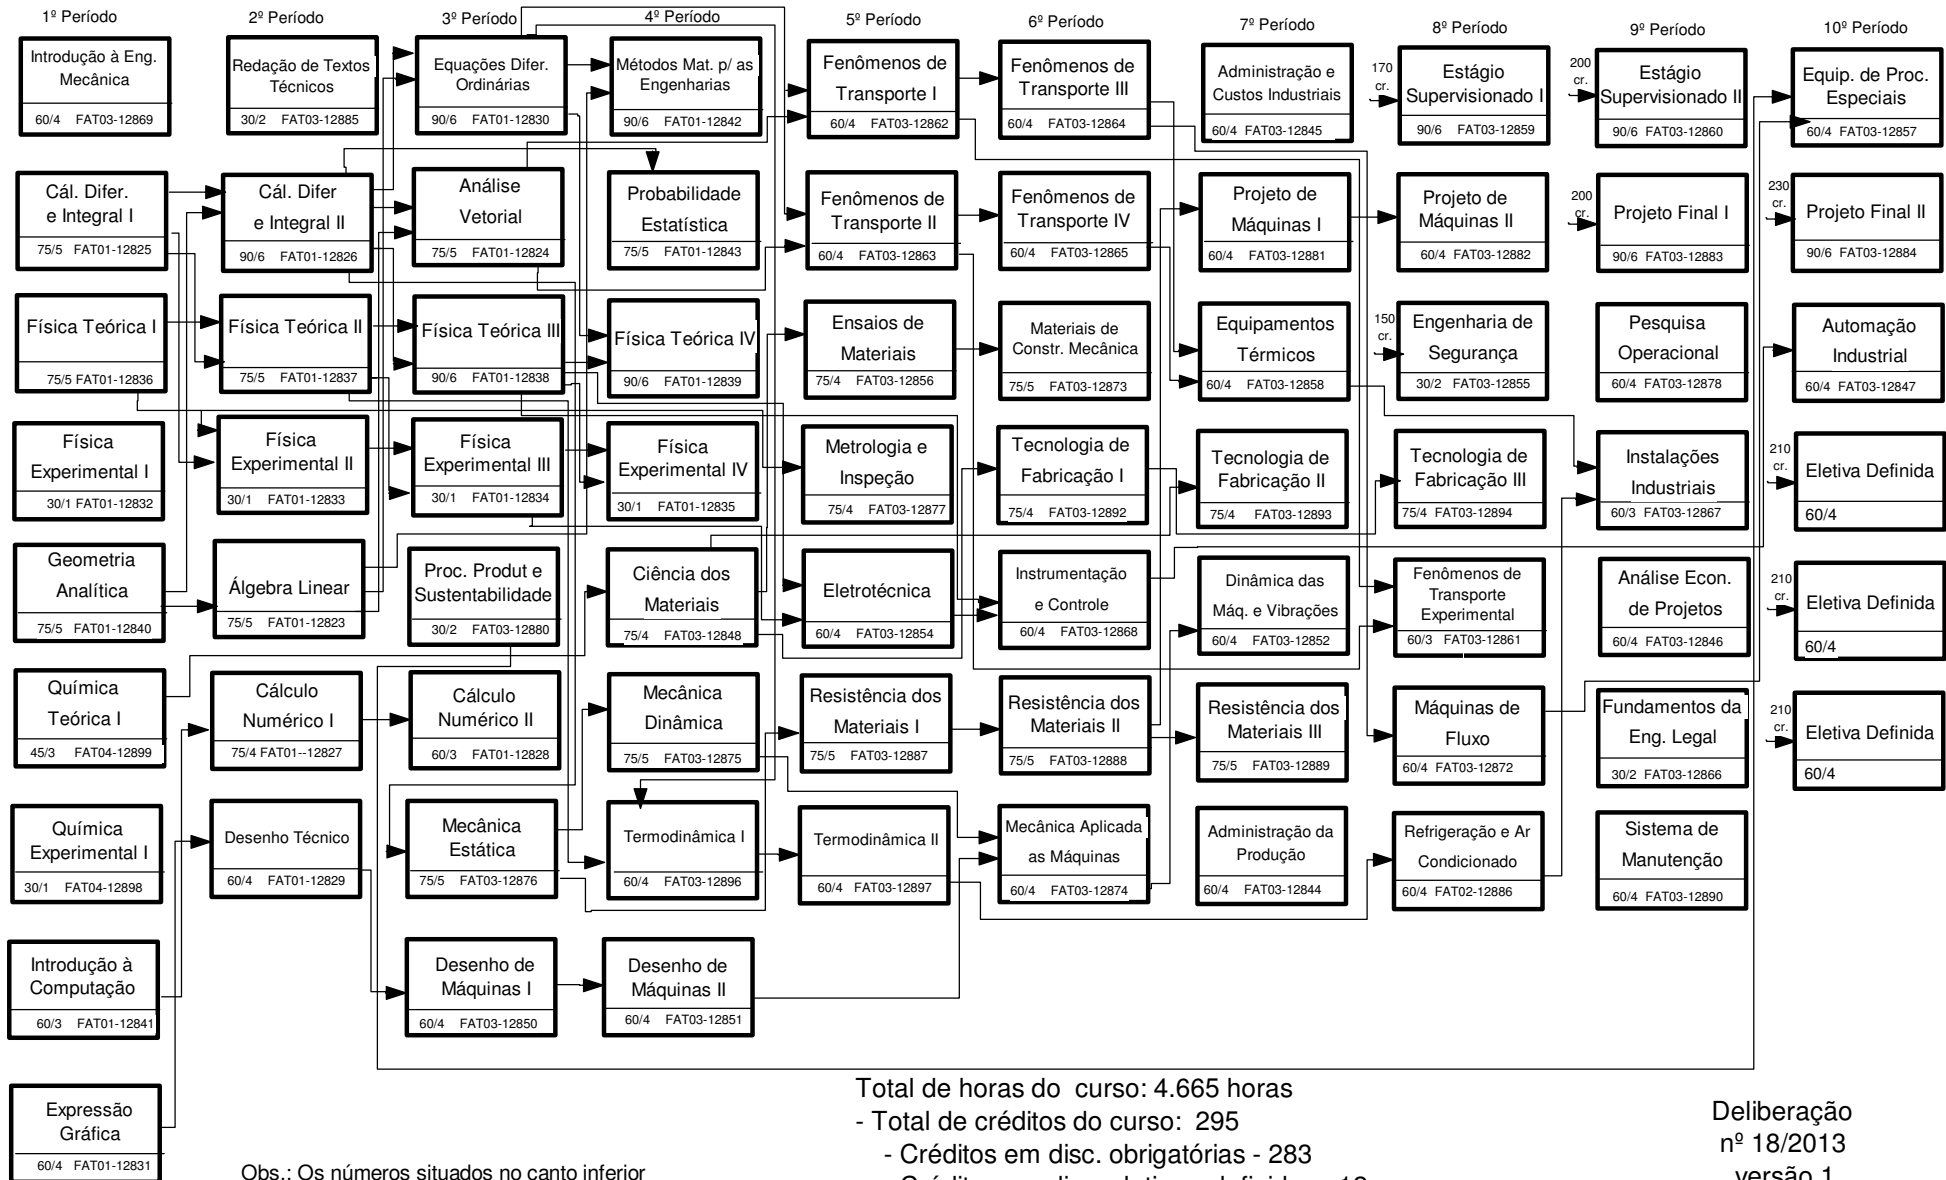 1º Período
2º Período
3º Período
4º Período
5º Período
6º Período
7º Período
8º Período
9º Período
10º Período
Introdução à Eng.
Mecânica
60/4 FAT03-12869
Redação de Textos
Técnicos
30/2 FAT03-12885
Equações Difer.
Ordinárias
90/6 FAT01-12830
Métodos Mat. p/ as
Engenharias
90/6 FAT01-12842
Fenômenos de
Transporte I
60/4 FAT03-12862
Fenômenos de
Transporte III
60/4 FAT03-12864
Administração e
Custos Industriais
60/4 FAT03-12845
170
cr.
Estágio
Supervisionado I
90/6 FAT03-12859
200
cr.
Estágio
Supervisionado II
90/6 FAT03-12860
Equip. de Proc.
Especiais
60/4 FAT03-12857
Cál. Difer.
e Integral I
75/5 FAT01-12825
Cál. Difer
e Integral II
90/6 FAT01-12826
Análise
Vetorial
75/5 FAT01-12824
Probabilidade
Estatística
75/5 FAT01-12843
Fenômenos de
Transporte II
60/4 FAT03-12863
Fenômenos de
Transporte IV
60/4 FAT03-12865
Projeto de
Máquinas I
60/4 FAT03-12881
Projeto de
Máquinas II
60/4 FAT03-12882
200
cr.
Projeto Final I
90/6 FAT03-12883
230
cr.
Projeto Final II
90/6 FAT03-12884
Física Teórica I
75/5 FAT01-12836
Física Teórica II
75/5 FAT01-12837
Física Teórica III
90/6 FAT01-12838
Física Teórica IV
90/6 FAT01-12839
Ensaios de
Materiais
75/4 FAT03-12856
Materiais de
Constr. Mecânica
75/5 FAT03-12873
Equipamentos
Térmicos
60/4 FAT03-12858
150
cr.
Engenharia de
Segurança
30/2 FAT03-12855
Pesquisa
Operacional
60/4 FAT03-12878
Automação
Industrial
60/4 FAT03-12847
Física
Experimental I
30/1 FAT01-12832
Física
Experimental II
30/1 FAT01-12833
Física
Experimental III
30/1 FAT01-12834
Física
Experimental IV
30/1 FAT01-12835
Metrologia e
Inspeção
75/4 FAT03-12877
Tecnologia de
Fabricação I
75/4 FAT03-12892
Tecnologia de
Fabricação II
75/4 FAT03-12893
Tecnologia de
Fabricação III
75/4 FAT03-12894
Instalações
Industriais
60/3 FAT03-12867
210
cr.
Eletiva Definida
60/4
Geometria
Analítica
75/5 FAT01-12840
Álgebra Linear
75/5 FAT01-12823
Proc. Produt e
Sustentabilidade
30/2 FAT03-12880
Ciência dos
Materiais
75/4 FAT03-12848
Eletrotécnica
60/4 FAT03-12854
Instrumentação
e Controle
60/4 FAT03-12868
Dinâmica das
Máq. e Vibrações
60/4 FAT03-12852
Fenômenos de
Transporte
Experimental
60/3 FAT03-12861
Análise Econ.
de Projetos
60/4 FAT03-12846
210
cr.
Eletiva Definida
60/4
Química
Teórica I
45/3 FAT04-12899
Cálculo
Numérico I
75/4 FAT01--12827
Cálculo
Numérico II
60/3 FAT01-12828
Mecânica
Dinâmica
75/5 FAT03-12875
Resistência dos
Materiais I
75/5 FAT03-12887
Resistência dos
Materiais II
75/5 FAT03-12888
Resistência dos
Materiais III
75/5 FAT03-12889
Máquinas de
Fluxo
60/4 FAT03-12872
Fundamentos da
Eng. Legal
30/2 FAT03-12866
210
cr.
Eletiva Definida
60/4
Química
Experimental I
30/1 FAT04-12898
Desenho Técnico
60/4 FAT01-12829
Mecânica
Estática
75/5 FAT03-12876
Termodinâmica I
60/4 FAT03-12896
Termodinâmica II
60/4 FAT03-12897
Mecânica Aplicada
as Máquinas
60/4 FAT03-12874
Administração da
Produção
60/4 FAT03-12844
Refrigeração e Ar
Condicionado
60/4 FAT02-12886
Sistema de
Manutenção
60/4 FAT03-12890
Introdução à
Computação
60/3 FAT01-12841
Desenho de
Máquinas I
60/4 FAT03-12850
Desenho de
Máquinas II
60/4 FAT03-12851
Expressão
Gráfica
60/4 FAT01-12831
Obs.: Os números situados no canto inferior
Total de horas do curso: 4.665 horas
- Total de créditos do curso: 295
- Créditos em disc. obrigatórias - 283
Deliberação
nº 18/2013
versão 1